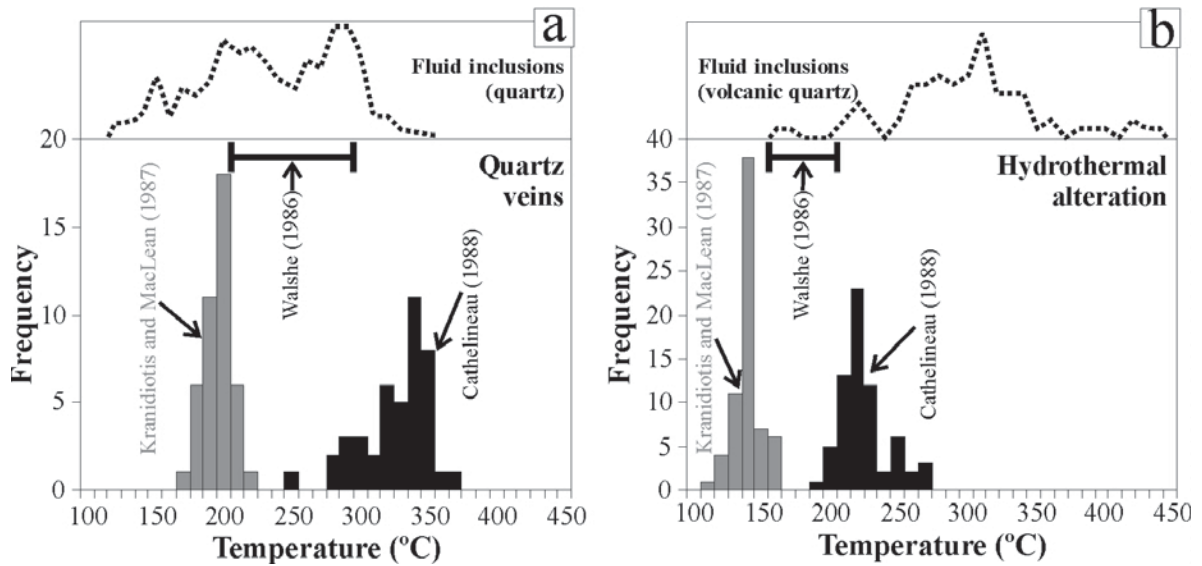 a
Fluid inclusions
(quartz)
20
15
10
5
0
Frequency
Quartz
veins
Kranidiotis and MacLean (1987)
Walshe (1986)
Cathelineau (1988)
100 150 200 250 300 350 400 450
Temperature (ºC)
b
Fluid inclusions
(volcanic quartz)
40
35
30
25
20
15
10
5
0
Frequency
Hydrothermal
alteration
Kranidiotis and MacLean (1987)
Walshe (1986)
Cathelineau (1988)
100 150 200 250 300 350 400 450
Temperature (ºC)